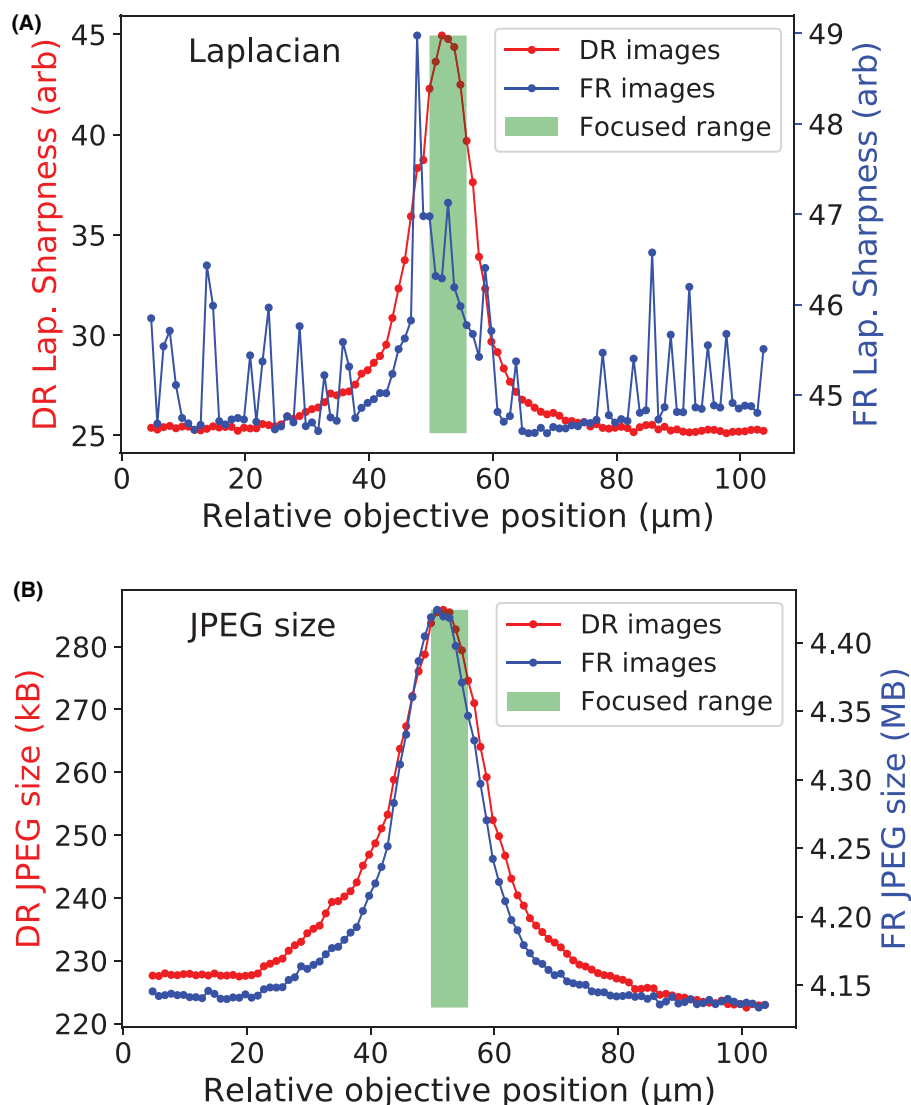 (A)
Laplacian
DR images
FR images
Focused range
45
40
35
30
25
DR Lap. Sharpness (arb)
49
48
47
46
45
FR Lap. Sharpness (arb)
0 20 40 60 80 100
Relative objective position (μm)
(B)
JPEG size
DR images
FR images
Focused range
280
270
260
250
240
230
220
DR JPEG size (kB)
4.40
4.35
4.30
4.25
4.20
4.15
FR JPEG size (MB)
0 20 40 60 80 100
Relative objective position (μm)